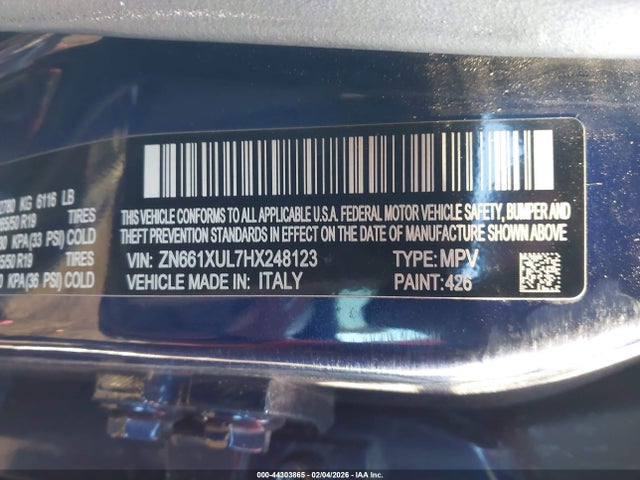 2780 KG 6116 LB
TIRES
KPA (33 PSI) COLD
TIRES
KPA(36 PSI) COLD
THIS VEHICLE CONFORMS TO ALL APPLICABLE U.S.A. FEDERAL MOTOR VEHICLE SAFETY, BUMPER AND
THEFT PREVENTION STANDARDS IN EFFECT ON THE DATE OF MANUFACTURE SHOWN ABOVE
VIN: ZN661XUL7HX248123 TYPE: MPV
VEHICLE MADE IN: ITALY PAINT:426
000-44303865 - 02/04/2026 - IAA Inc.